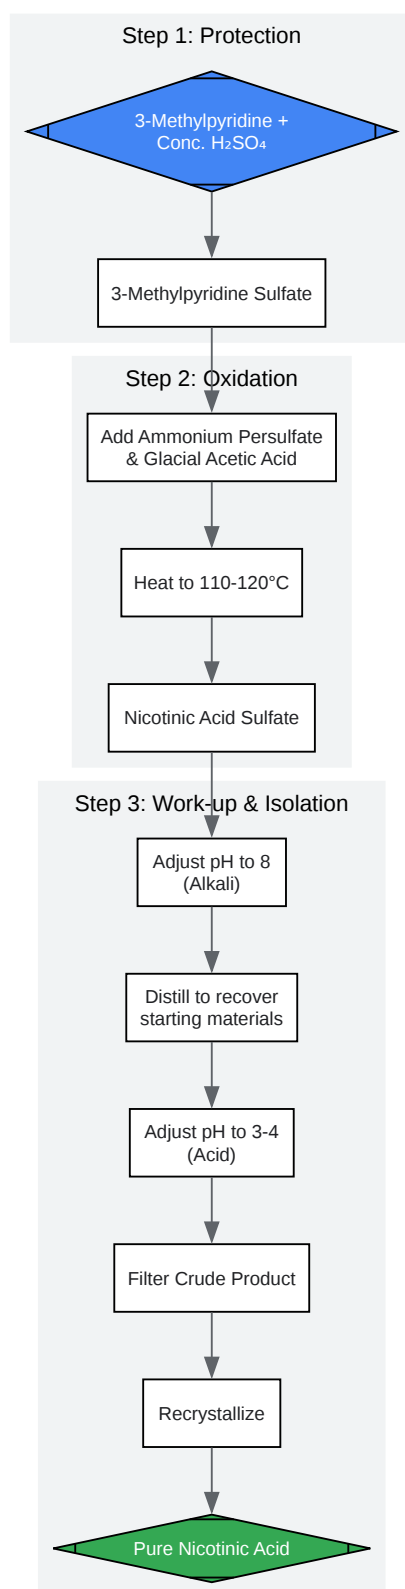 Step 1: Protection
3-Methylpyridine +
Conc. H₂SO₄
3-Methylpyridine Sulfate
Step 2: Oxidation
Add Ammonium Persulfate
& Glacial Acetic Acid
Heat to 110-120°C
Nicotinic Acid Sulfate
Step 3: Work-up & Isolation
Adjust pH to 8
(Alkali)
Distill to recover
starting materials
Adjust pH to 3-4
(Acid)
Filter Crude Product
Recrystallize
Pure Nicotinic Acid